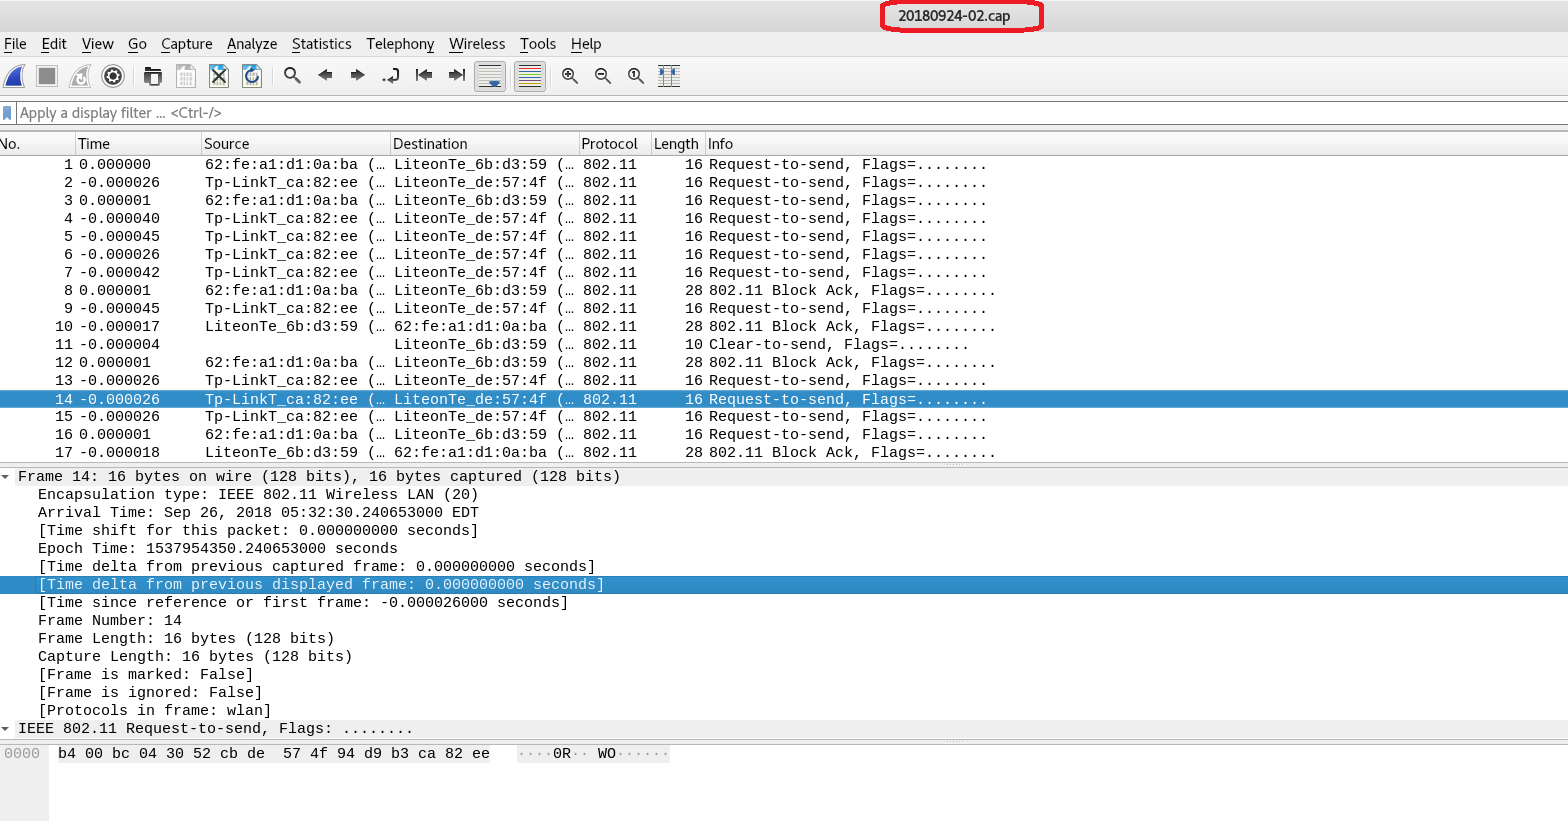 20180924-02.cap
File Edit View Go Capture Analyze Statistics Telephony Wireless Tools Help
Apply a display filter ... <Ctrl-/>
No. Time Source Destination Protocol Length Info
1 0.000000 62:fe:a1:d1:0a:ba (… LiteonTe_6b:d3:59 (… 802.11 16 Request-to-send, Flags=........
2 -0.000026 Tp-LinkT_ca:82:ee (… LiteonTe_de:57:4f (… 802.11 16 Request-to-send, Flags=........
3 0.000001 62:fe:a1:d1:0a:ba (… LiteonTe_6b:d3:59 (… 802.11 16 Request-to-send, Flags=........
4 -0.000040 Tp-LinkT_ca:82:ee (… LiteonTe_de:57:4f (… 802.11 16 Request-to-send, Flags=........
5 -0.000045 Tp-LinkT_ca:82:ee (… LiteonTe_de:57:4f (… 802.11 16 Request-to-send, Flags=........
6 -0.000026 Tp-LinkT_ca:82:ee (… LiteonTe_de:57:4f (… 802.11 16 Request-to-send, Flags=........
7 -0.000042 Tp-LinkT_ca:82:ee (… LiteonTe_de:57:4f (… 802.11 16 Request-to-send, Flags=........
8 0.000001 62:fe:a1:d1:0a:ba (… LiteonTe_6b:d3:59 (… 802.11 28 802.11 Block Ack, Flags=........
9 -0.000045 Tp-LinkT_ca:82:ee (… LiteonTe_de:57:4f (… 802.11 16 Request-to-send, Flags=........
10 -0.000017 LiteonTe_6b:d3:59 (… 62:fe:a1:d1:0a:ba (… 802.11 28 802.11 Block Ack, Flags=........
11 -0.000004 LiteonTe_6b:d3:59 (… 802.11 10 Clear-to-send, Flags=........
12 0.000001 62:fe:a1:d1:0a:ba (… LiteonTe_6b:d3:59 (… 802.11 28 802.11 Block Ack, Flags=........
13 -0.000026 Tp-LinkT_ca:82:ee (… LiteonTe_de:57:4f (… 802.11 16 Request-to-send, Flags=........
14 -0.000026 Tp-LinkT_ca:82:ee (… LiteonTe_de:57:4f (… 802.11 16 Request-to-send, Flags=........
15 -0.000026 Tp-LinkT_ca:82:ee (… LiteonTe_de:57:4f (… 802.11 16 Request-to-send, Flags=........
16 0.000001 62:fe:a1:d1:0a:ba (… LiteonTe_6b:d3:59 (… 802.11 16 Request-to-send, Flags=........
17 -0.000018 LiteonTe_6b:d3:59 (… 62:fe:a1:d1:0a:ba (… 802.11 28 802.11 Block Ack, Flags=........
Frame 14: 16 bytes on wire (128 bits), 16 bytes captured (128 bits)
Encapsulation type: IEEE 802.11 Wireless LAN (20)
Arrival Time: Sep 26, 2018 05:32:30.240653000 EDT
[Time shift for this packet: 0.000000000 seconds]
Epoch Time: 1537954350.240653000 seconds
[Time delta from previous captured frame: 0.000000000 seconds]
[Time delta from previous displayed frame: 0.000000000 seconds]
[Time since reference or first frame: -0.000026000 seconds]
Frame Number: 14
Frame Length: 16 bytes (128 bits)
Capture Length: 16 bytes (128 bits)
[Frame is marked: False]
[Frame is ignored: False]
[Protocols in frame: wlan]
IEEE 802.11 Request-to-send, Flags: ........
0000 b4 00 bc 04 30 52 cb de 57 4f 94 d9 b3 ca 82 ee ····0R·· WO······